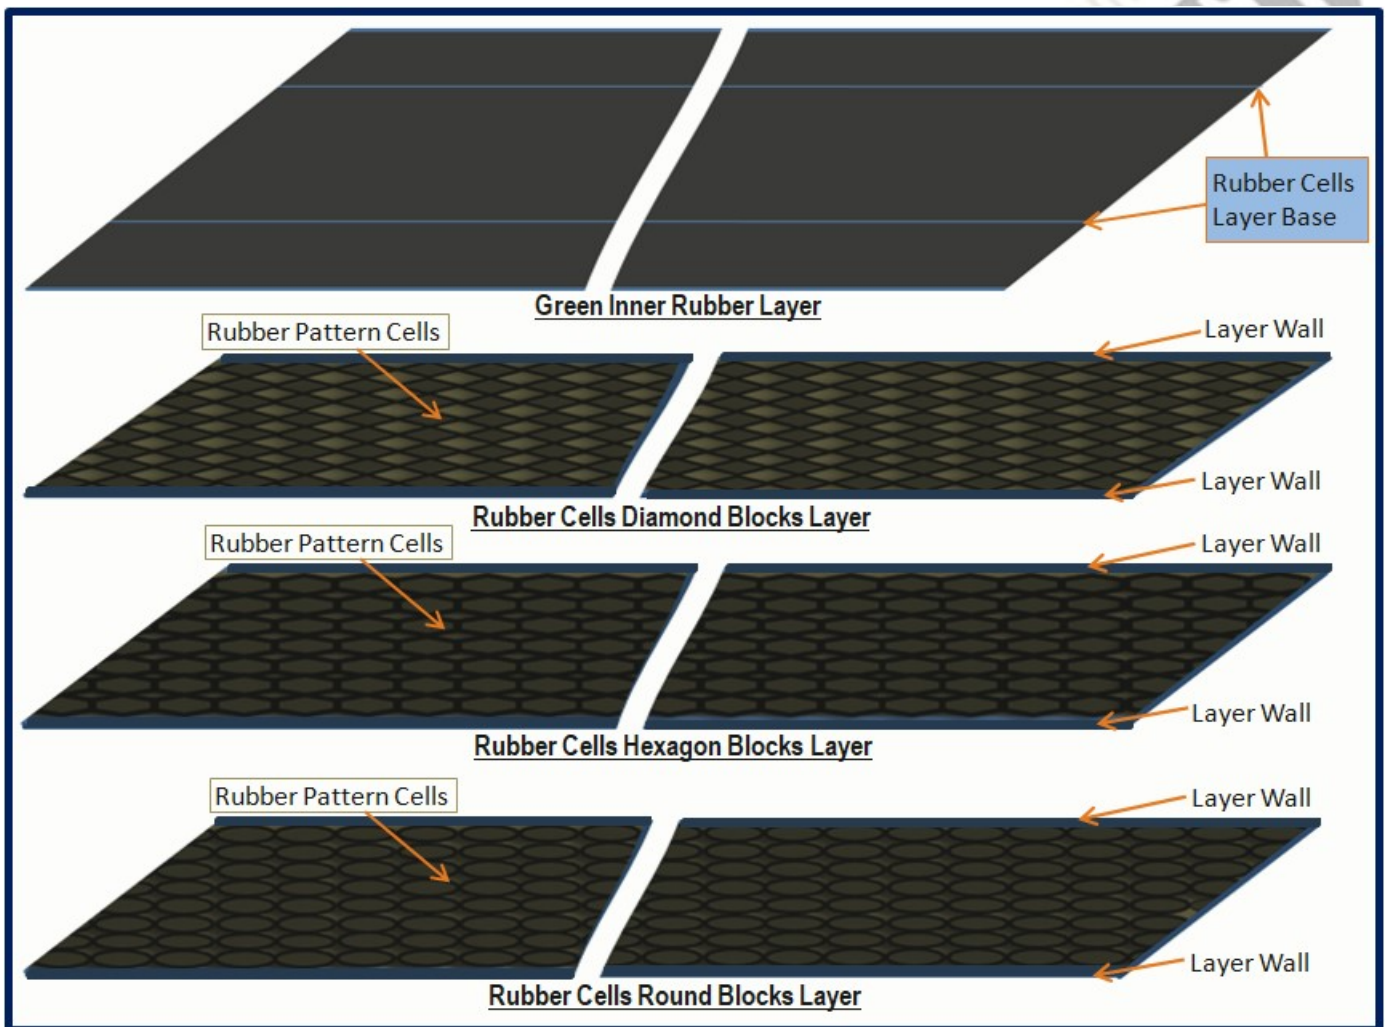 Rubber Cells
Layer Base
Green Inner Rubber Layer
Rubber Pattern Cells
Layer Wall
Layer Wall
Rubber Cells Diamond Blocks Layer
Rubber Pattern Cells
Layer Wall
Layer Wall
Rubber Cells Hexagon Blocks Layer
Rubber Pattern Cells
Layer Wall
Layer Wall
Rubber Cells Round Blocks Layer